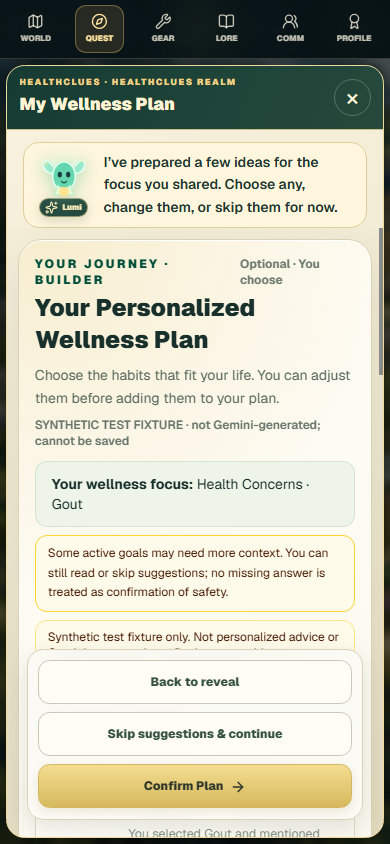 WORLD
QUEST
GEAR
LORE
COMM
PROFILE
HEALTHCLUES · HEALTHCLUES REALM
My Wellness Plan
Lumi
I've prepared a few ideas for the
focus you shared. Choose any,
change them, or skip them for now.
YOUR JOURNEY ·
BUILDER
Optional · You
choose
Your Personalized
Wellness Plan
Choose the habits that fit your life. You can adjust
them before adding them to your plan.
SYNTHETIC TEST FIXTURE · not Gemini-generated;
cannot be saved
Your wellness focus: Health Concerns ·
Gout
Some active goals may need more context. You can
still read or skip suggestions; no missing answer is
treated as confirmation of safety.
Synthetic test fixture only. Not personalized advice or
Back to reveal
Skip suggestions & continue
Confirm Plan →
You selected Gout and mentioned